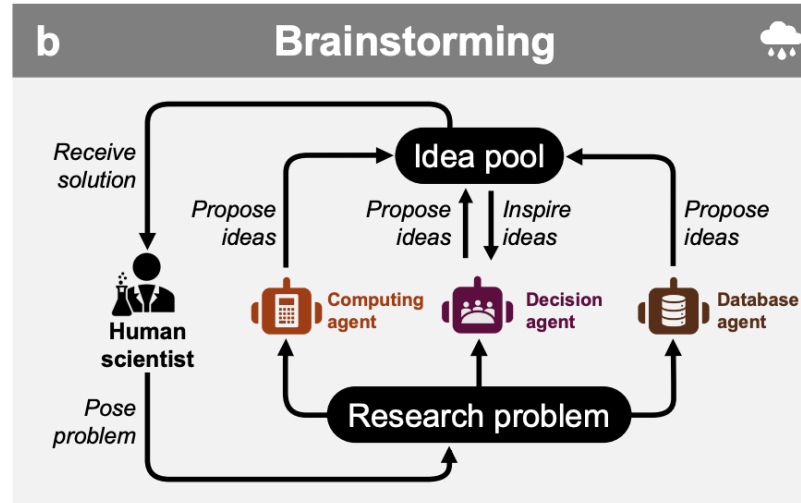 b
Brainstorming
Receive
solution
Idea pool
Propose
ideas
Propose
ideas
Inspire
ideas
Propose
ideas
Computing
agent
Decision
agent
Database
agent
Human
scientist
Pose
problem
Research problem